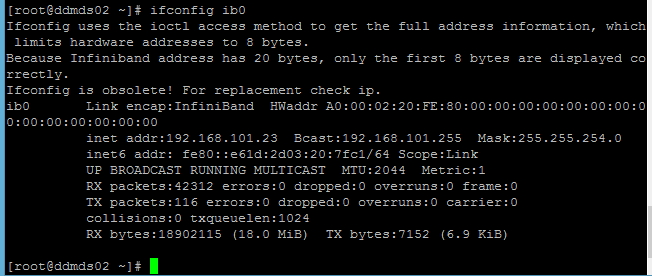 [root@ddmds02 ~]# ifconfig ib0
Ifconfig uses the ioctl access method to get the full address information, which
 limits hardware addresses to 8 bytes.
Because Infiniband address has 20 bytes, only the first 8 bytes are displayed co
rrectly.
Ifconfig is obsolete! For replacement check ip.
ib0       Link encap:InfiniBand  HWaddr A0:00:02:20:FE:80:00:00:00:00:00:00:00:0
0:00:00:00:00:00:00
          inet addr:192.168.101.23  Bcast:192.168.101.255  Mask:255.255.254.0
          inet6 addr: fe80::e61d:2d03:20:7fc1/64 Scope:Link
          UP BROADCAST RUNNING MULTICAST  MTU:2044  Metric:1
          RX packets:42312 errors:0 dropped:0 overruns:0 frame:0
          TX packets:116 errors:0 dropped:0 overruns:0 carrier:0
          collisions:0 txqueuelen:1024
          RX bytes:18902115 (18.0 MiB)  TX bytes:7152 (6.9 KiB)
[root@ddmds02 ~]#